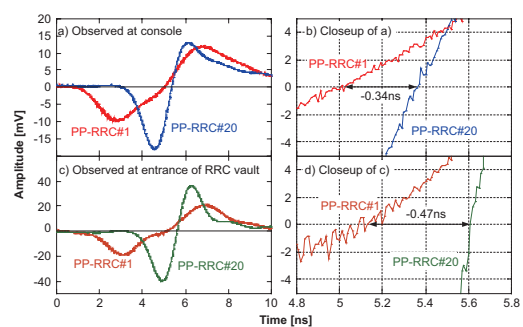 a) Observed at console
15
10
5
0
-5
-10
15
PP-RRC#1
PP-RRC#20
b) Closeup of a)
4
2
0
-2
-4
PP-RRC#1
-0.34ns
PP-RRC#20
Amplitude [mV]
c) Observed at entrance of RRC vault
40
20
0
-20
-40
PP-RRC#1
PP-RRC#20
0
2
4
6
8
10
d) Closeup of c)
4
2
0
-2
-4
PP-RRC#1
-0.47ns
PP-RRC#20
4.8
5
5.2
5.4
5.6
5.8
Time [ns]